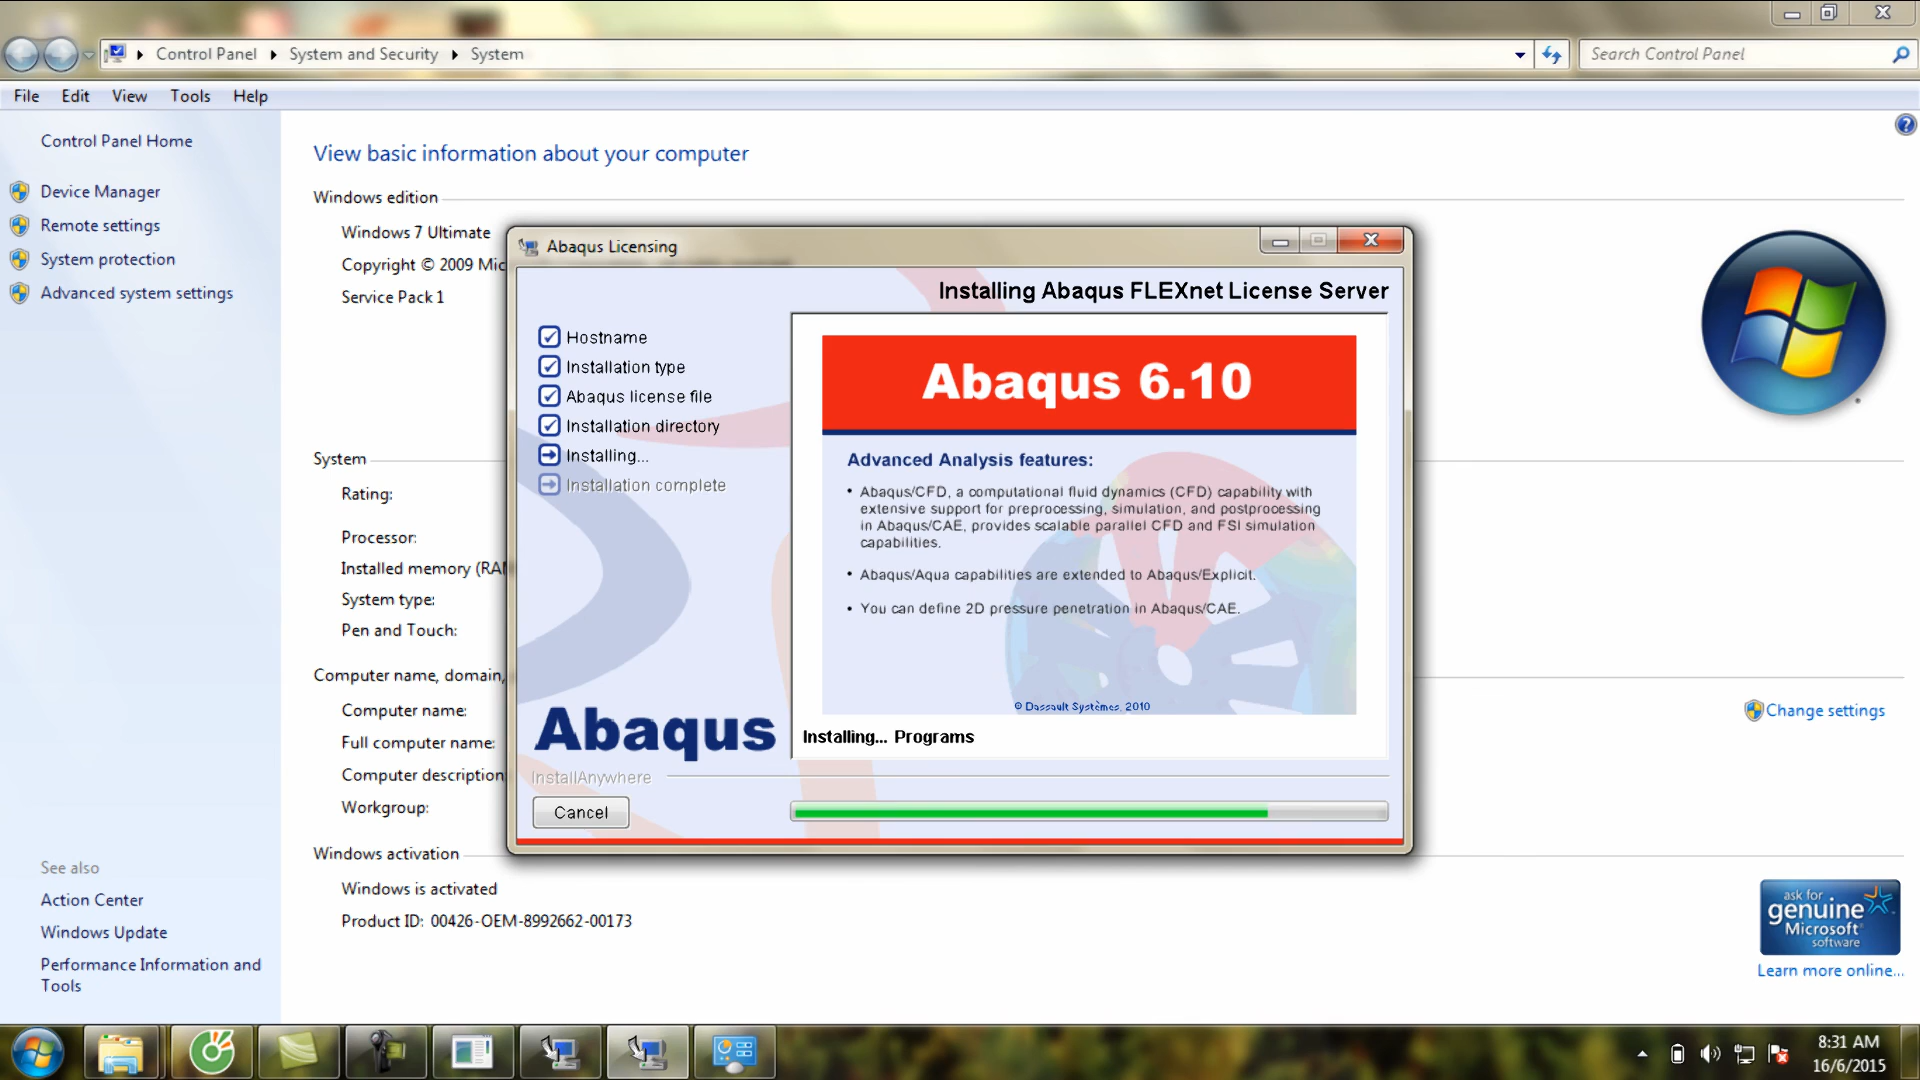 Control Panel
System and Security
System
Search Control Panel
File
Edit
View
Tools
Help
Control Panel Home
Device Manager
Remote settings
System protection
Advanced system settings
See also
Action Center
Windows Update
Performance Information and
Tools
View basic information about your computer
Windows edition
Windows 7 Ultimate
Copyright © 2009 Mic
Service Pack 1
System
Rating:
Processor:
Installed memory (RA
System type:
Pen and Touch:
Computer name, domain,
Computer name:
Full computer name:
Computer description
Workgroup:
Change settings
Windows activation
Windows is activated
Product ID: 00426-OEM-8992662-00173
ask for
genuine
Microsoft
software
Learn more online...
Abaqus Licensing
Installing Abaqus FLEXnet License Server
Hostname
Installation type
Abaqus license file
Installation directory
Installing...
Installation complete
Abaqus
Abaqus 6.10
Advanced Analysis features:
• Abaqus/CFD, a computational fluid dynamics (CFD) capability with
extensive support for preprocessing, simulation, and postprocessing
in Abaqus/CAE, provides scalable parallel CFD and FSI simulation
capabilities.
• Abaqus/Aqua capabilities are extended to Abaqus/Explicit.
• You can define 2D pressure penetration in Abaqus/CAE.
© Dassault Systèmes, 2010
Installing... Programs
InstallAnywhere
Cancel
8:31 AM
16/6/2015